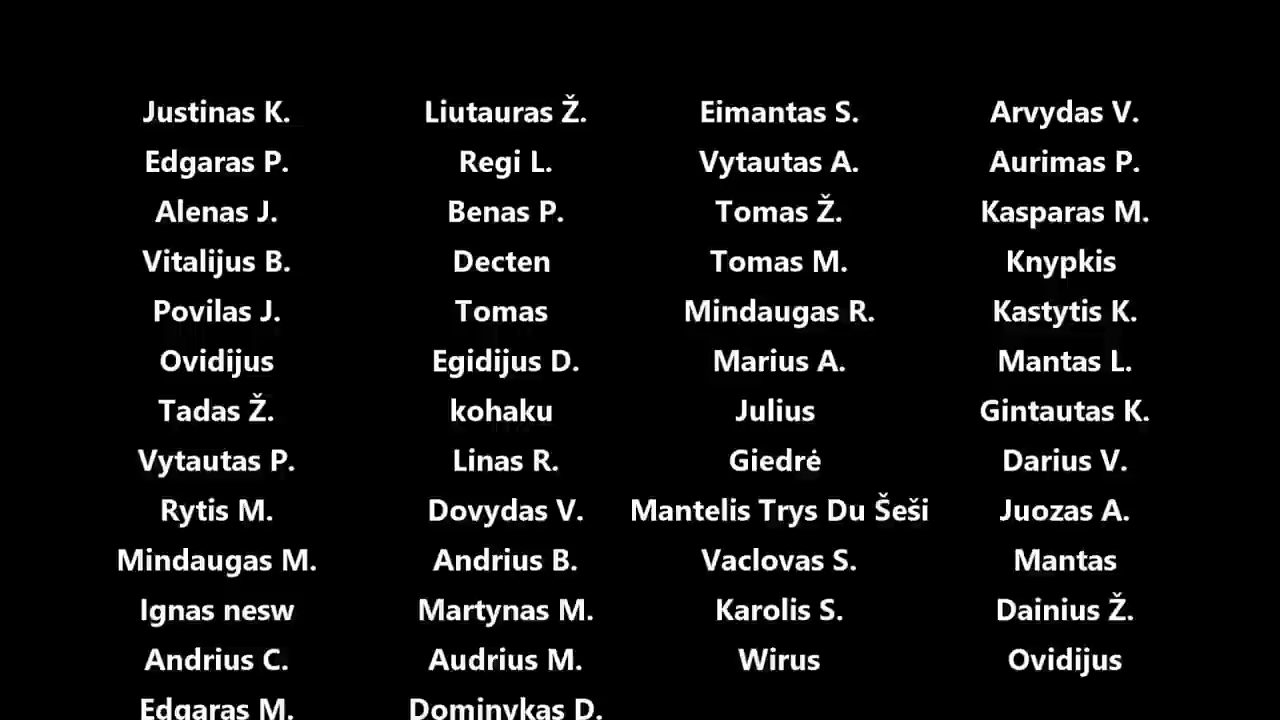 Justinas K. Liutauras Ž. Eimantas S. Arvydas V.
Edgaras P. Regi L. Vytautas A. Aurimas P.
Alenas J. Benas P. Tomas Ž. Kasparas M.
Vitalijus B. Decten Tomas M. Knypkis
Povilas J. Tomas Mindaugas R. Kastytis K.
Ovidijus Egidijus D. Marius A. Mantas L.
Tadas Ž. kohaku Julius Gintautas K.
Vytautas P. Linas R. Giedrė Darius V.
Rytis M. Dovydas V. Mantelis Trys Du Šeši Juozas A.
Mindaugas M. Andrius B. Vaclovas S. Mantas
Ignas nesw Martynas M. Karolis S. Dainius Ž.
Andrius C. Audrius M. Wirus Ovidijus
Edgaras M. Dominykas D.